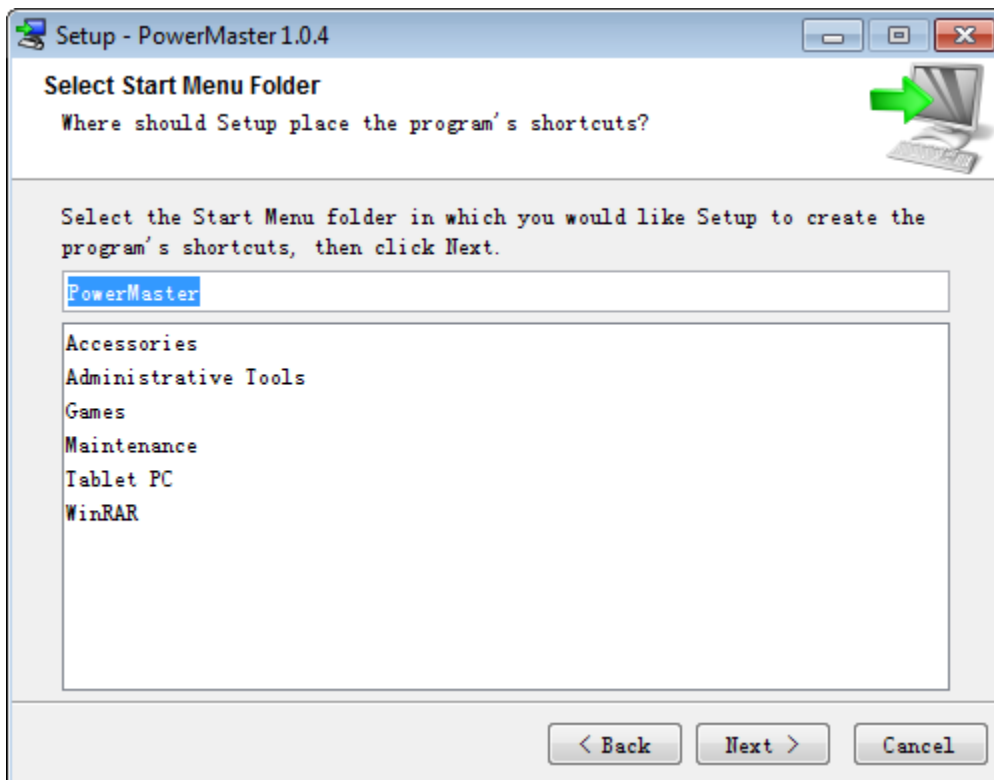 Setup - PowerMaster 1.0.4
Select Start Menu Folder
Where should Setup place the program's shortcuts?
Select the Start Menu folder in which you would like Setup to create the
program's shortcuts, then click Next.
PowerMaster
Accessories
Administrative Tools
Games
Maintenance
Tablet PC
WinRAR
< Back Next > Cancel